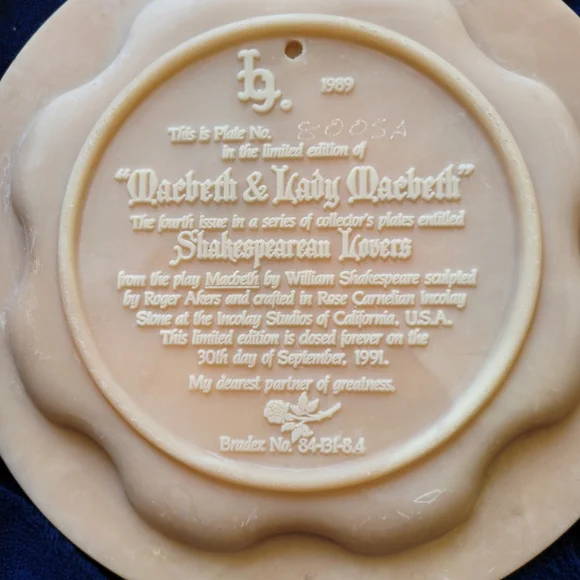 1989
This is Plate No. 8005A
in the limited edition of
“Macbeth & Lady Macbeth”
The fourth issue in a series of collector's plates entitled
Shakespearean Lovers
from the play Macbeth by William Shakespeare sculpted
by Roger Akers and crafted in Rose Carnelian Incolay
Stone at the Incolay Studios of California, U.S.A.
This limited edition is closed forever on the
30th day of September, 1991.
My dearest partner of greatness.
Bradex No. 84-I31-8.4